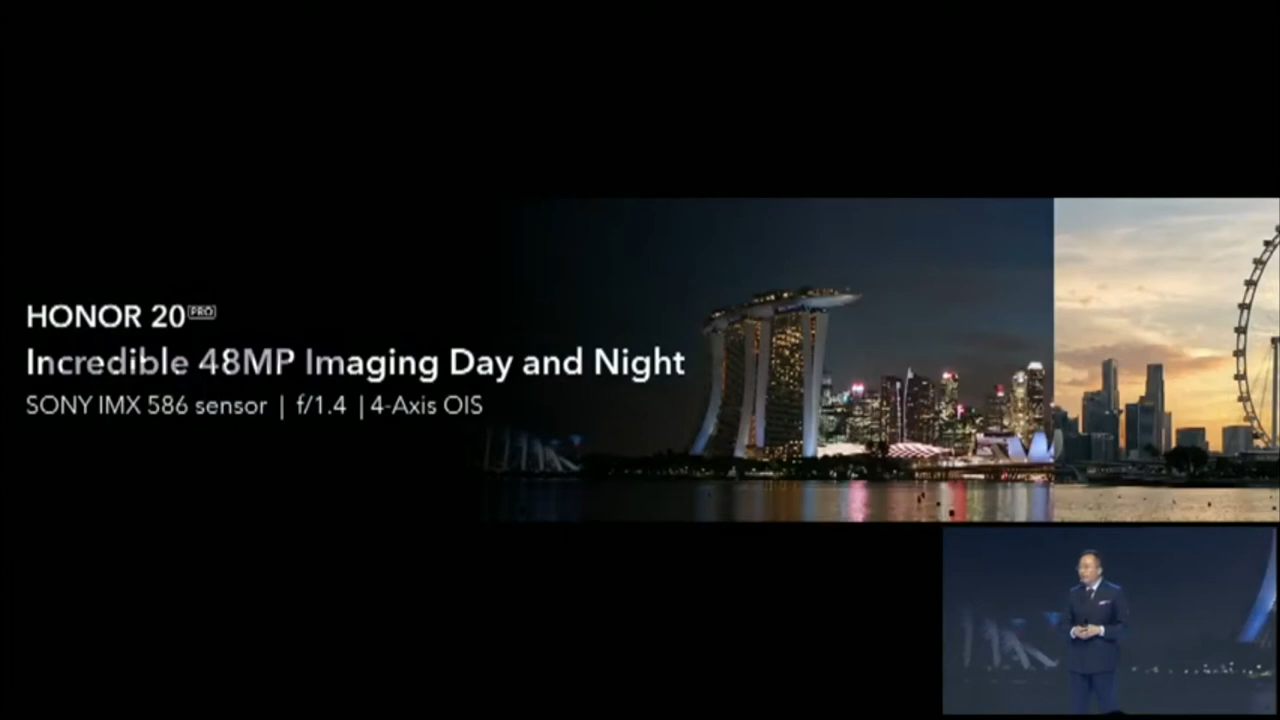 HONOR 20 PRO
Incredible 48MP Imaging Day and Night
SONY IMX 586 sensor | f/1.4 | 4-Axis OIS